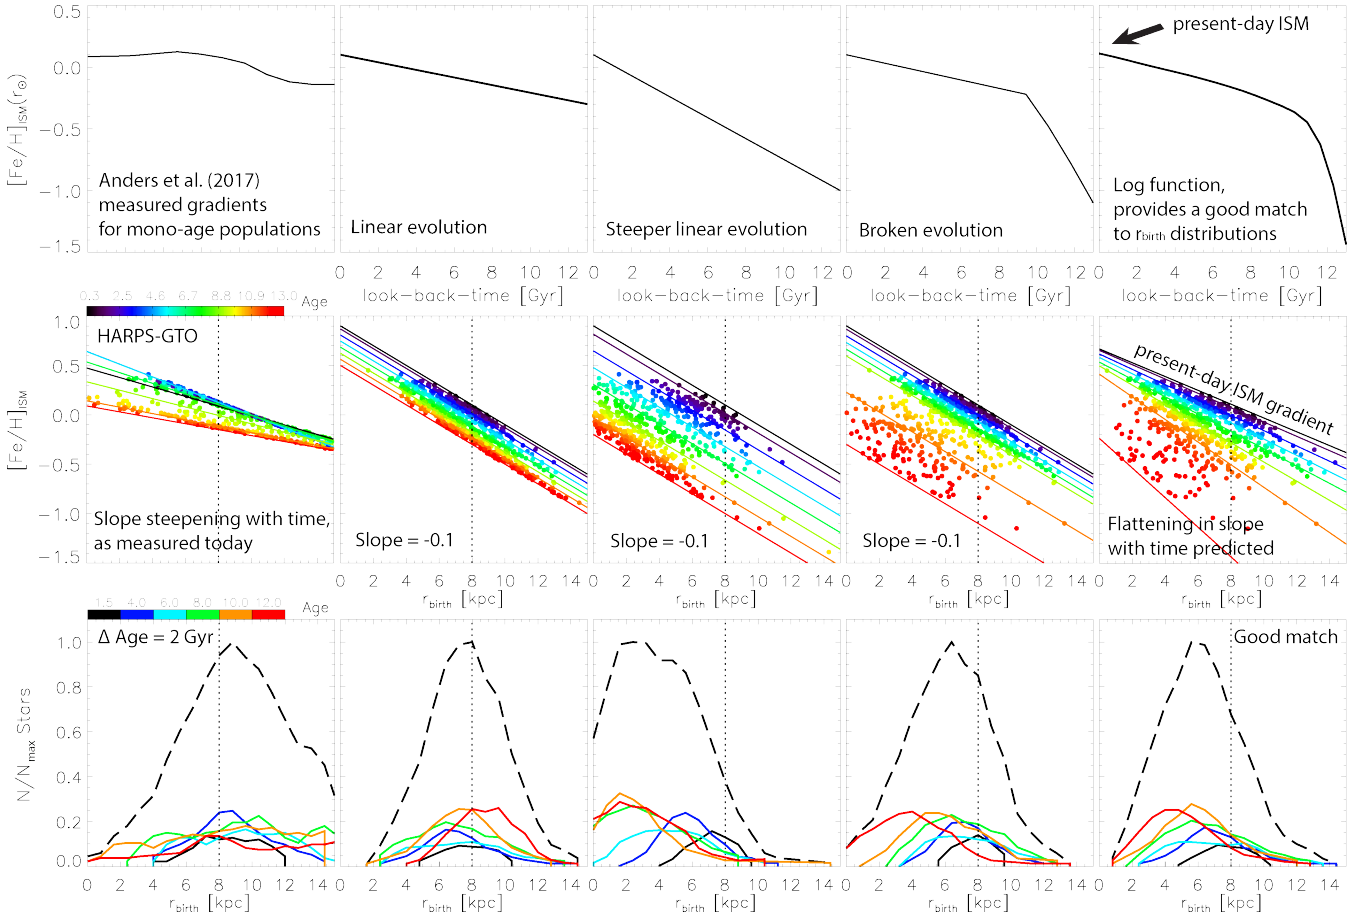 0.5
0.0
−0.5
−1.0
−1.5
[Fe/H]ISM(r⊙)
Anders et al. (2017)
measured gradients
for mono-age populations
Linear evolution
Steeper linear evolution
Broken evolution
present-day ISM
Log function,
provides a good match
to rbirth distributions
0 2 4 6 8 10 12
look−back−time [Gyr]
0 2 4 6 8 10 12
look−back−time [Gyr]
0 2 4 6 8 10 12
look−back−time [Gyr]
0 2 4 6 8 10 12
look−back−time [Gyr]
0.3 2.5 4.6 6.7 8.8 10.9 13.0 Age
1.0
0.5
0.0
−0.5
−1.0
−1.5
[Fe/H]ISM
HARPS-GTO
Slope steepening with time,
as measured today
Slope = -0.1
Slope = -0.1
Slope = -0.1
present-day ISM gradient
Flattening in slope
with time predicted
0 2 4 6 8 10 12 14
rbirth [kpc]
0 2 4 6 8 10 12 14
rbirth [kpc]
0 2 4 6 8 10 12 14
rbirth [kpc]
0 2 4 6 8 10 12 14
rbirth [kpc]
1.5 4.0 6.0 8.0 10.0 12.0 Age
Δ Age = 2 Gyr
Good match
1.0
0.8
0.6
0.4
0.2
0.0
N/Nmax Stars
0 2 4 6 8 10 12 14
rbirth [kpc]
0 2 4 6 8 10 12 14
rbirth [kpc]
0 2 4 6 8 10 12 14
rbirth [kpc]
0 2 4 6 8 10 12 14
rbirth [kpc]
0 2 4 6 8 10 12 14
rbirth [kpc]